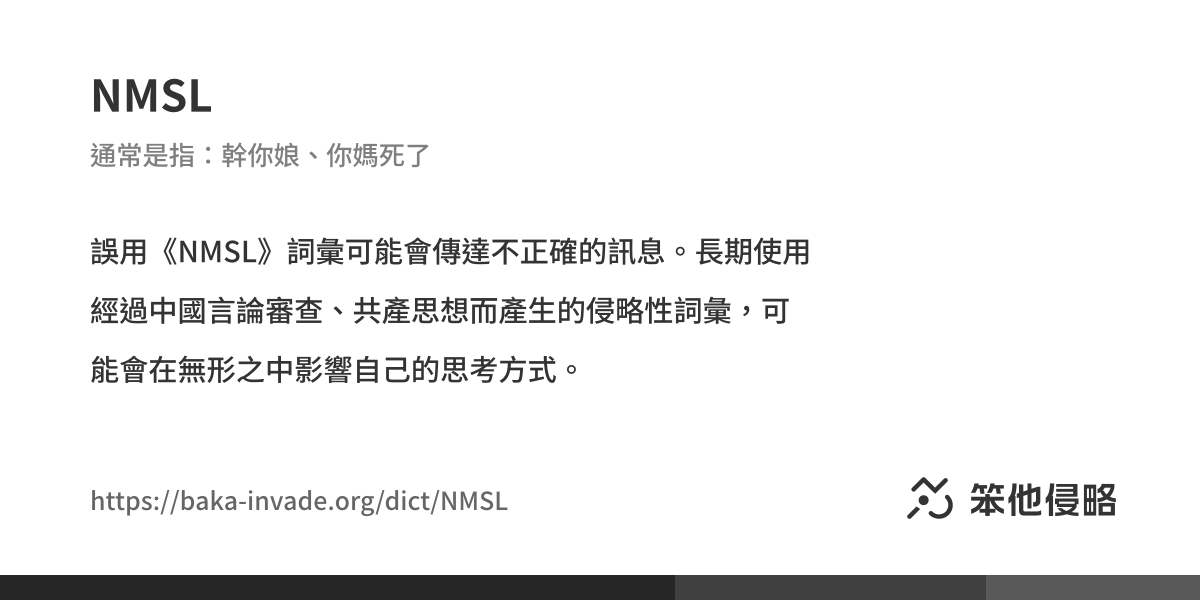 NMSL
通常是指：幹你娘、你媽死了
誤用《NMSL》詞彙可能會傳達不正確的訊息。長期使用
經過中國言論審查、共產思想而產生的侵略性詞彙，可
能會在無形之中影響自己的思考方式。
https://baka-invade.org/dict/NMSL
笨他侵略